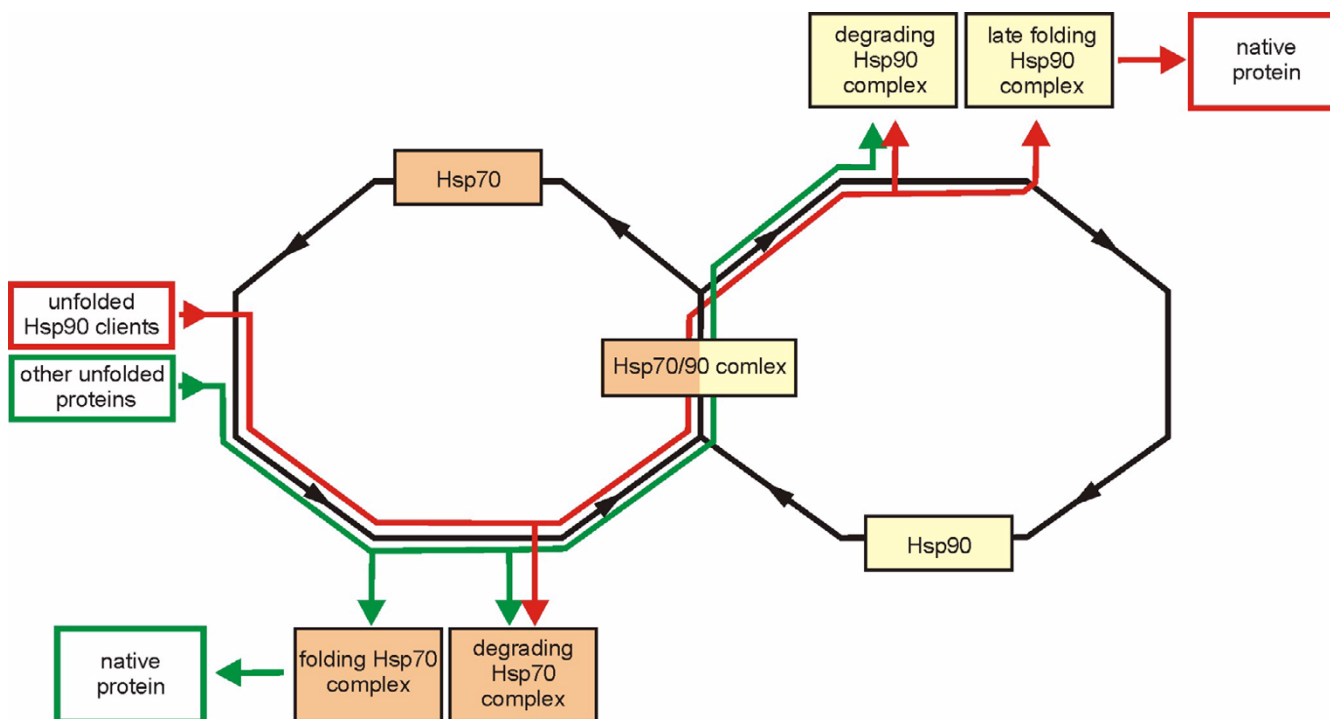 degrading
Hsp90
complex
late folding
Hsp90
complex
native
protein
Hsp70
unfolded
Hsp90 clients
other unfolded
proteins
Hsp70/90 comlex
Hsp90
native
protein
folding Hsp70
complex
degrading
Hsp70
complex